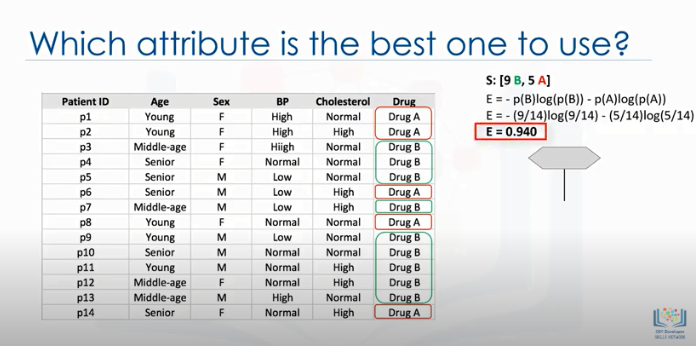 Which attribute is the best one to use?
S: [9 B, 5 A]
E = - p(B)log(p(B)) - p(A)log(p(A))
E = - (9/14)log(9/14) - (5/14)log(5/14)
E = 0.940
Patient ID Age Sex BP Cholesterol Drug
p1 Young F High Normal Drug A
p2 Young F High High Drug A
p3 Middle-age F Hiigh Normal Drug B
p4 Senior F Normal Normal Drug B
p5 Senior M Low Normal Drug B
p6 Senior M Low High Drug A
p7 Middle-age M Low High Drug B
p8 Young F Normal Normal Drug A
p9 Young M Low Normal Drug B
p10 Senior M Normal Normal Drug B
p11 Young M Normal High Drug B
p12 Middle-age F Normal High Drug B
p13 Middle-age M High Normal Drug B
p14 Senior F Normal High Drug A
SKILLS NETWORK